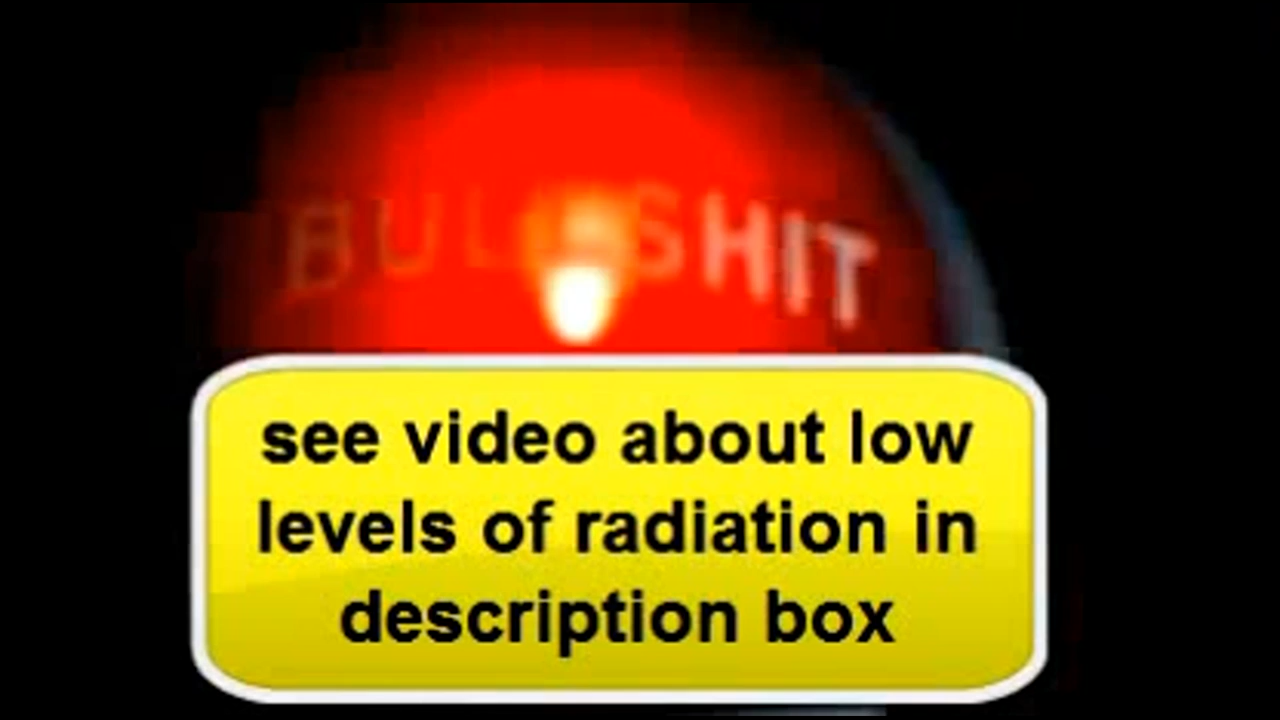 BULLSHIT
see video about low
levels of radiation in
description box